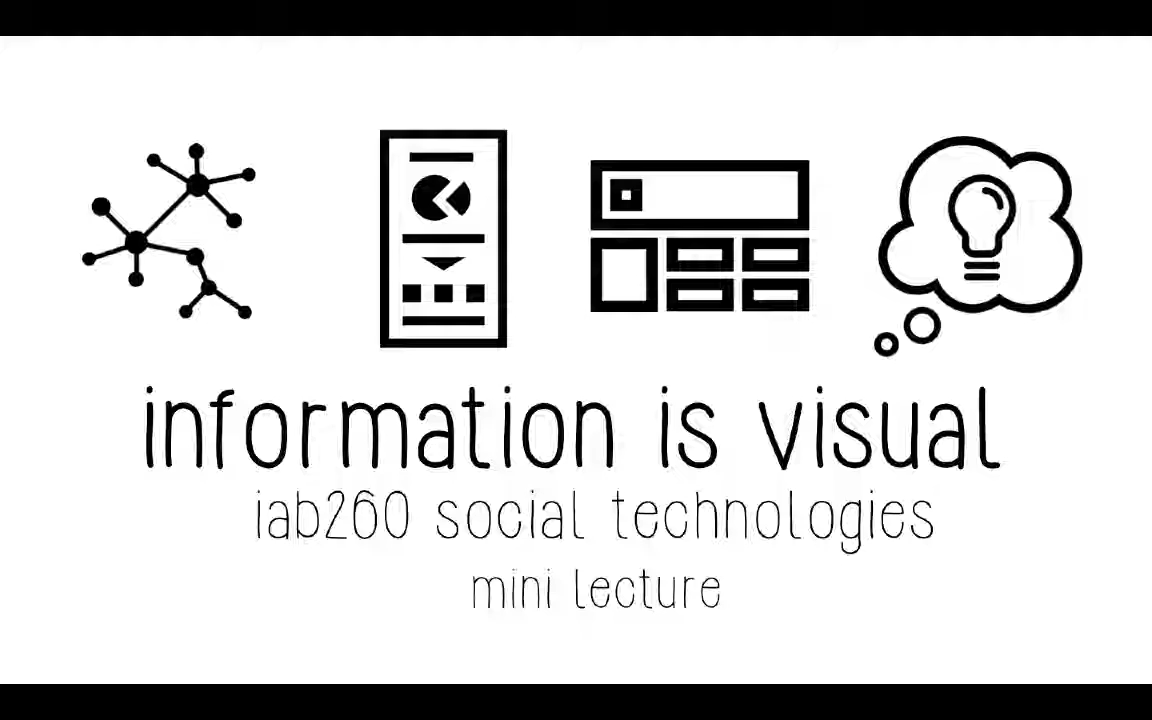 information is visual
iab260 social technologies
mini lecture